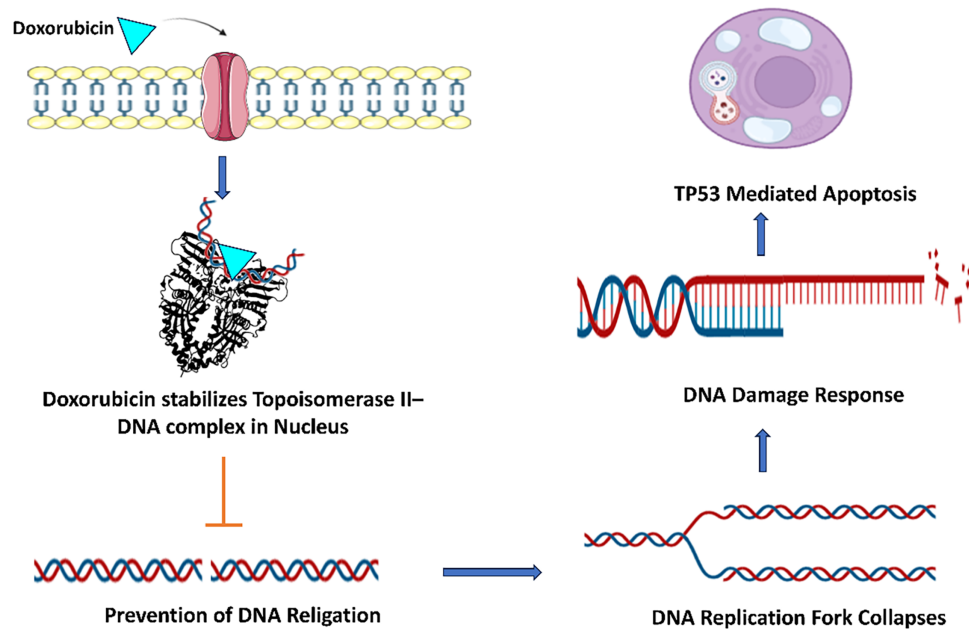 Doxorubicin
Doxorubicin stabilizes Topoisomerase II–
DNA complex in Nucleus
Prevention of DNA Religation
DNA Replication Fork Collapses
DNA Damage Response
TP53 Mediated Apoptosis